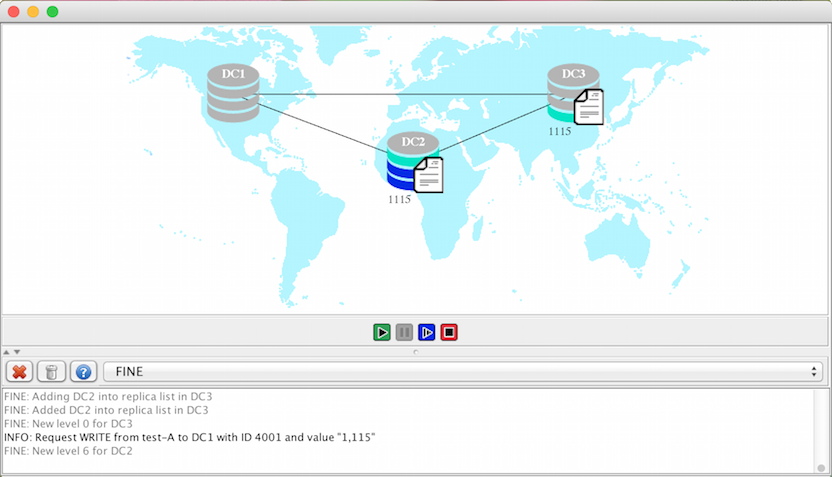 DC1
DC3
1115
DC2
1115
FINE
FINE: Adding DC2 into replica list in DC3
FINE: Added DC2 into replica list in DC3
FINE: New level 0 for DC3
INFO: Request WRITE from test-A to DC1 with ID 4001 and value "1,115"
FINE: New level 6 for DC2